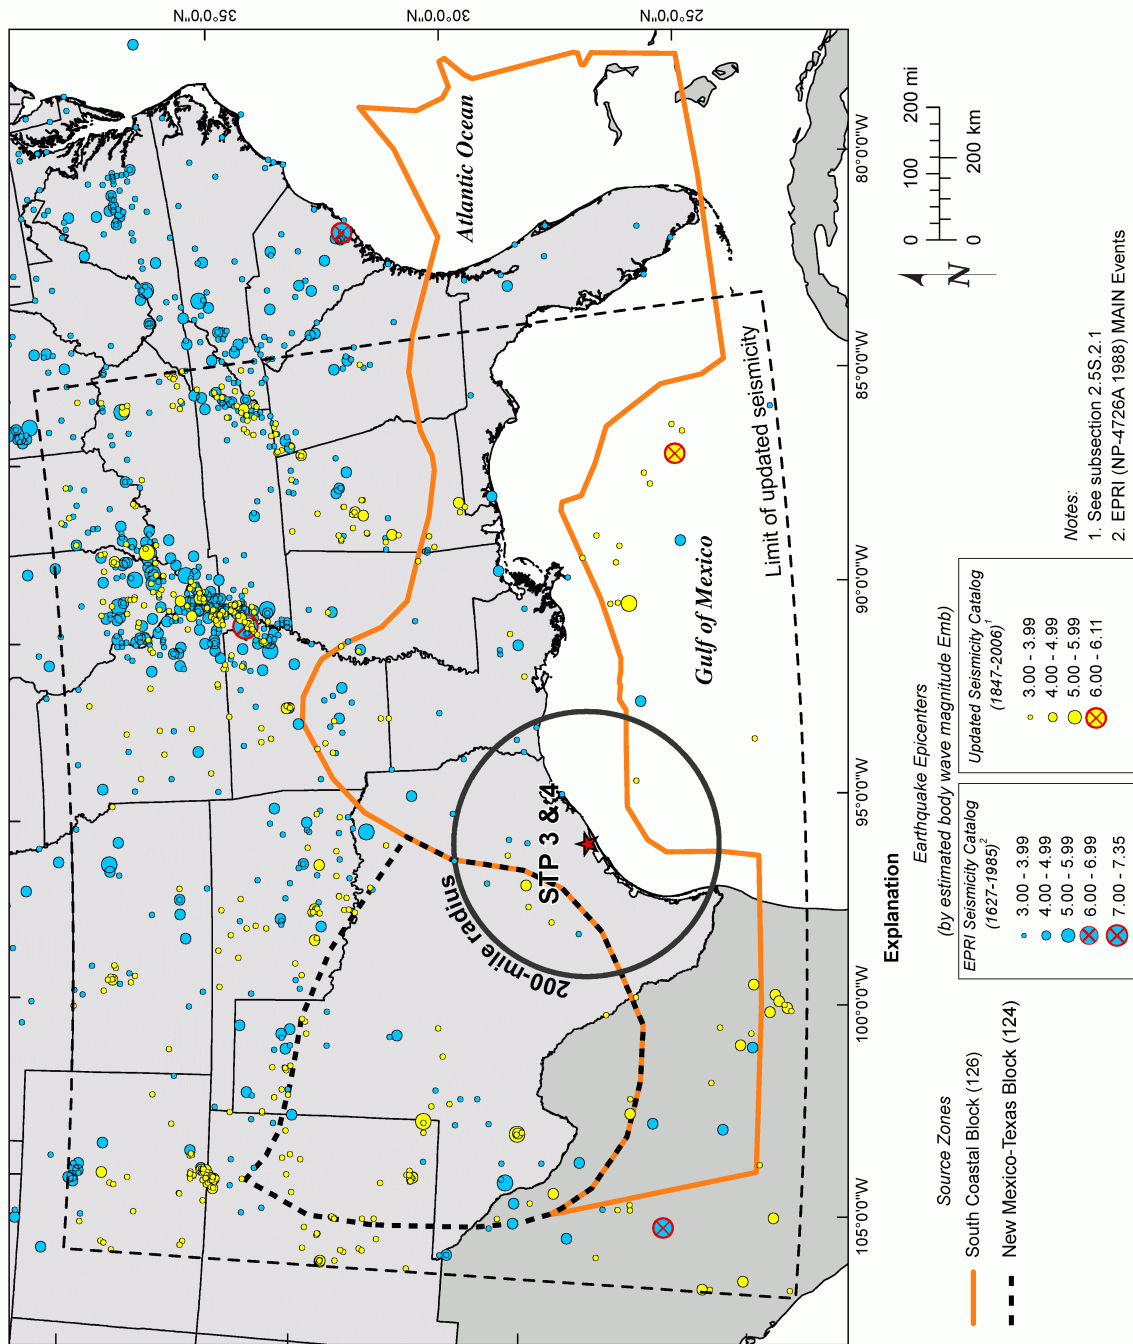 35°0'0"N
30°0'0"N
25°0'0"N
80°0'0"W
85°0'0"W
90°0'0"W
95°0'0"W
100°0'0"W
105°0'0"W
Atlantic Ocean
Gulf of Mexico
Limit of updated seismicity
STP 3 & 4
200-mile radius
0 100 200 mi
0 200 km
N
Explanation
Source Zones
South Coastal Block (126)
New Mexico-Texas Block (124)
Earthquake Epicenters
(by estimated body wave magnitude Emb)
EPRI Seismicity Catalog
(1627-1985)²
3.00 - 3.99
4.00 - 4.99
5.00 - 5.99
6.00 - 6.99
7.00 - 7.35
Updated Seismicity Catalog
(1847-2006)¹
3.00 - 3.99
4.00 - 4.99
5.00 - 5.99
6.00 - 6.11
Notes:
1. See subsection 2.5S.2.1
2. EPRI (NP-4726A 1988) MAIN Events